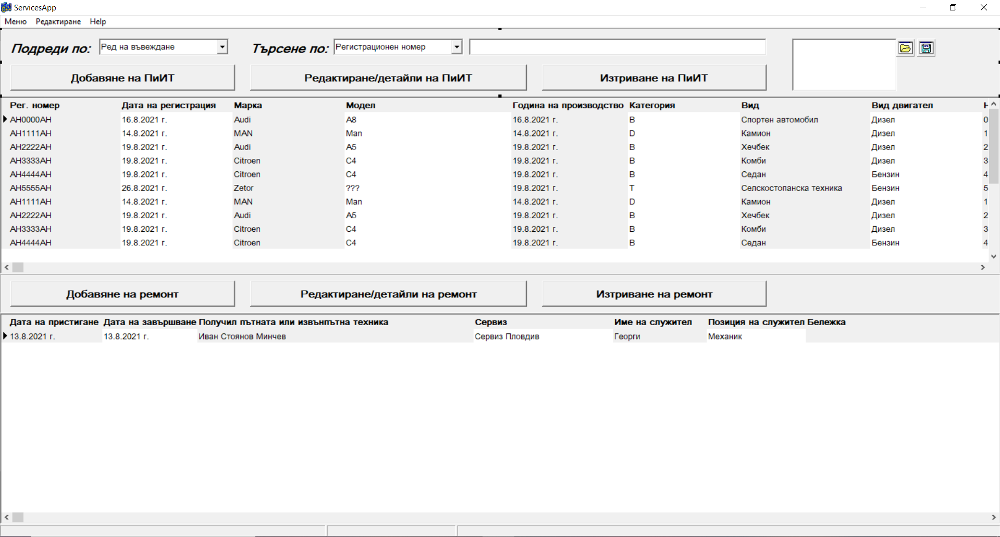 ServicesApp
Меню Редактиране Help
Подреди по: Ред на въвеждане Търсене по: Регистрационен номер
Добавяне на ПиИТ Редактиране/детайли на ПиИТ Изтриване на ПиИТ
Рег. номер Дата на регистрация Марка Модел Година на производство Категория Вид Вид двигател
AH0000AH 16.8.2021 г. Audi A8 16.8.2021 г. B Спортен автомобил Дизел 0
AH1111AH 14.8.2021 г. MAN Man 14.8.2021 г. D Камион Дизел 1
AH2222AH 19.8.2021 г. Audi A5 19.8.2021 г. B Хечбек Дизел 2
AH3333AH 19.8.2021 г. Citroen C4 19.8.2021 г. B Комби Дизел 3
AH4444AH 19.8.2021 г. Citroen C4 19.8.2021 г. B Седан Бензин 4
AH5555AH 26.8.2021 г. Zetor ??? 19.8.2021 г. T Селскостопанска техника Бензин 5
AH1111AH 14.8.2021 г. MAN Man 14.8.2021 г. D Камион Дизел 1
AH2222AH 19.8.2021 г. Audi A5 19.8.2021 г. B Хечбек Дизел 2
AH3333AH 19.8.2021 г. Citroen C4 19.8.2021 г. B Комби Дизел 3
AH4444AH 19.8.2021 г. Citroen C4 19.8.2021 г. B Седан Бензин 4
Добавяне на ремонт Редактиране/детайли на ремонт Изтриване на ремонт
Дата на пристигане Дата на завършване Получил пътната или извънпътна техника Сервиз Име на служител Позиция на служител Бележка
13.8.2021 г. 13.8.2021 г. Иван Стоянов Минчев Сервиз Пловдив Георги Механик